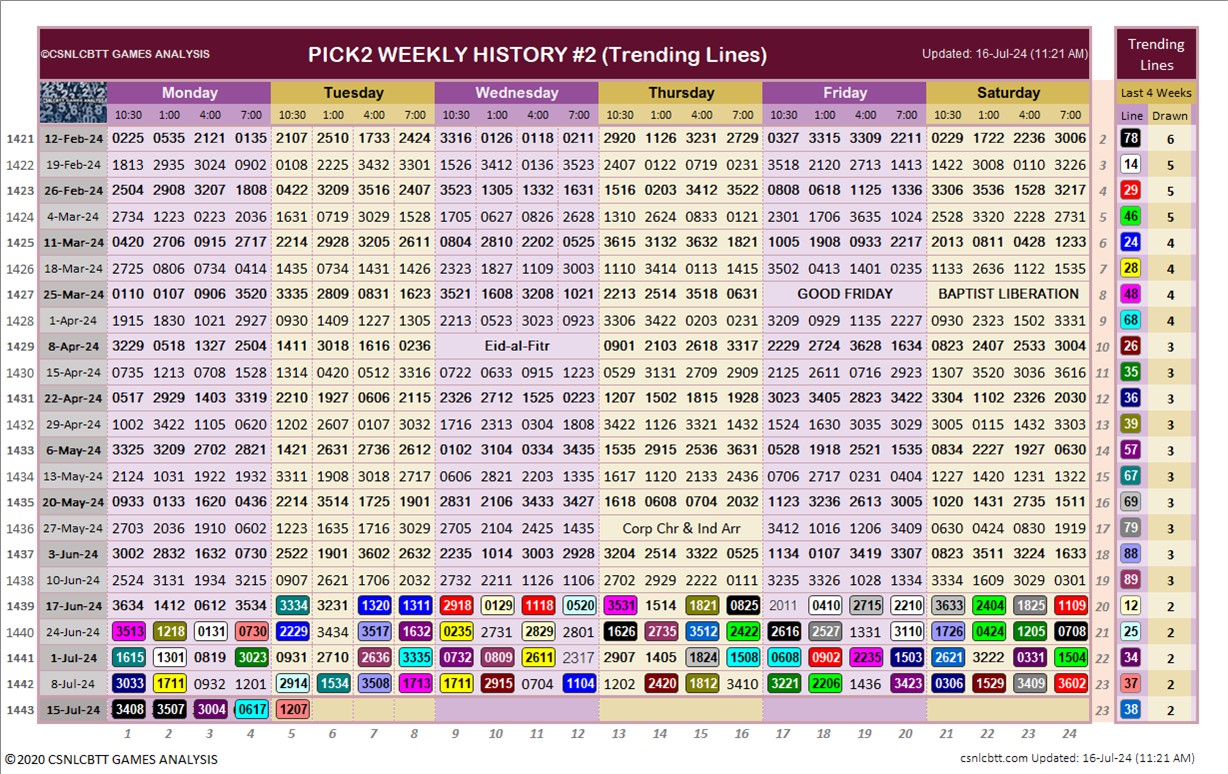 ©CSNLCBTT GAMES ANALYSIS PICK2 WEEKLY HISTORY #2 (Trending Lines) Updated: 16-Jul-24 (11:21 AM) Trending Lines
Monday Tuesday Wednesday Thursday Friday Saturday Last 4 Weeks
10:30 1:00 4:00 7:00 10:30 1:00 4:00 7:00 10:30 1:00 4:00 7:00 10:30 1:00 4:00 7:00 10:30 1:00 4:00 7:00 10:30 1:00 4:00 7:00 Line Drawn
1421 12-Feb-24 0225 0535 2121 0135 2107 2510 1733 2424 3316 0126 0118 0211 2920 1126 3231 2729 0327 3315 3309 2211 0229 1722 2236 3006 2 78 6
1422 19-Feb-24 1813 2935 3024 0902 0108 2225 3432 3301 1526 3412 0136 3523 2407 0122 0719 0231 3518 2120 2713 1413 1422 3008 0110 3226 3 14 5
1423 26-Feb-24 2504 2908 3207 1808 0422 3209 3516 2407 3523 1305 1332 1631 1516 0203 3412 3522 0808 0618 1125 1336 3306 3536 1528 3217 4 29 5
1424 4-Mar-24 2734 1223 0223 2036 1631 0719 3029 1528 1705 0627 0826 2628 1310 2624 0833 0121 2301 1706 3635 1024 2528 3320 2228 2731 5 46 5
1425 11-Mar-24 0420 2706 0915 2717 2214 2928 3205 2611 0804 2810 2202 0525 3615 3132 3632 1821 1005 1908 0933 2217 2013 0811 0428 1233 6 24 4
1426 18-Mar-24 2725 0806 0734 0414 1435 0734 1431 1426 2323 1827 1109 3003 1110 3414 0113 1415 3502 0413 1401 0235 1133 2636 1122 1535 7 28 4
1427 25-Mar-24 0110 0107 0906 3520 3335 2809 0831 1623 3521 1608 3208 1021 2213 2514 3518 0631 GOOD FRIDAY BAPTIST LIBERATION 8 48 4
1428 1-Apr-24 1915 1830 1021 2927 0930 1409 1227 1305 2213 0523 3023 0923 3306 3422 0203 0231 3209 0929 1135 2227 0930 2323 1502 3331 9 68 4
1429 8-Apr-24 3229 0518 1327 2504 1411 3018 1616 0236 Eid-al-Fitr 0901 2103 2618 3317 2229 2724 3628 1634 0823 2407 2533 3004 10 26 3
1430 15-Apr-24 0735 1213 0708 1528 1314 0420 0512 3316 0722 0633 0915 1223 0529 3131 2709 2909 2125 2611 0716 2923 1307 3520 3036 3616 11 35 3
1431 22-Apr-24 0517 2929 1403 3319 2210 1927 0606 2115 2326 2712 1525 0223 1207 1502 1815 1928 3023 3405 2823 3422 3304 1102 2326 2030 12 36 3
1432 29-Apr-24 1002 3422 1105 0620 1202 2607 0107 3032 1716 2313 0304 1808 3422 1126 3321 1432 1524 1630 3035 3029 3005 0115 1432 3303 13 39 3
1433 6-May-24 3325 3209 2702 2821 1421 2631 2736 2612 0102 3104 0334 3435 1535 2915 2536 3631 0528 1918 2521 1535 0834 2227 1927 0630 14 57 3
1434 13-May-24 2124 1031 1922 1932 3311 1908 3018 2711 0606 2821 2203 1335 1617 1120 2133 2436 0706 2717 0231 0404 1227 1420 1231 1322 15 67 3
1435 20-May-24 0933 0133 1620 0436 2214 3514 1725 1901 2831 2106 3433 3427 1618 0608 0704 2032 1123 3236 2613 3005 1020 1431 2735 1511 16 69 3
1436 27-May-24 2703 2036 1910 0602 1223 1635 1716 3029 2705 2104 2425 1435 Corp Chr & Ind Arr 3412 1016 1206 3409 0630 0424 0830 1919 17 79 3
1437 3-Jun-24 3002 2832 1632 0730 2522 1901 3602 2632 2235 1014 3003 2928 3204 2514 3322 0525 1134 0107 3419 3307 0823 3511 3224 1633 18 88 3
1438 10-Jun-24 2524 3131 1934 3215 0907 2621 1706 2032 2732 2211 1126 1106 2702 2929 2222 0111 3235 3326 1028 1334 3334 1609 3029 0301 19 89 3
1439 17-Jun-24 3634 1412 0612 3534 3334 3231 1320 1311 2918 0129 1118 0520 3531 1514 1821 0825 2011 0410 2715 2210 3633 2404 1825 1109 20 12 2
1440 24-Jun-24 3513 1218 0131 0730 2229 3434 3517 1632 0235 2731 2829 2801 1626 2735 3512 2422 2616 2527 1331 3110 1726 0424 1205 0708 21 25 2
1441 1-Jul-24 1615 1301 0819 3023 0931 2710 2636 3335 0732 0809 2611 2317 2907 1405 1824 1508 0608 0902 2235 1503 2621 3222 0331 1504 22 34 2
1442 8-Jul-24 3033 1711 0932 1201 2914 1534 3508 1713 1711 2915 0704 1104 1202 2420 1812 3410 3221 2206 1436 3423 0306 1529 3409 3602 23 37 2
1443 15-Jul-24 3408 3507 3004 0617 1207 23 38 2
1 2 3 4 5 6 7 8 9 10 11 12 13 14 15 16 17 18 19 20 21 22 23 24
©2020 CSNLCBTT GAMES ANALYSIS csnlcbtt.com Updated: 16-Jul-24 (11:21 AM)